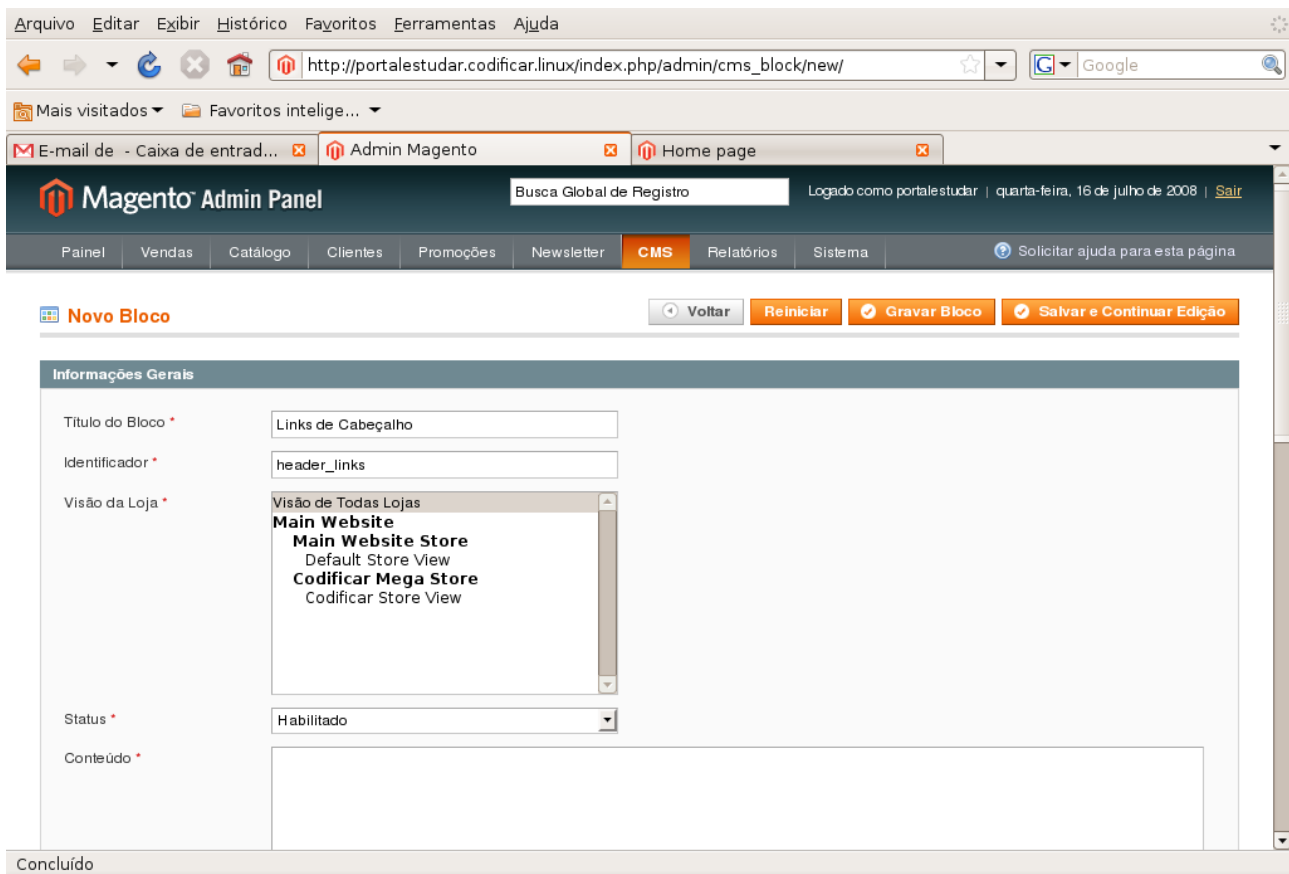 Arquivo Editar Exibir Histórico Favoritos Ferramentas Ajuda
http://portalestudar.codificar.linux/index.php/admin/cms_block/new/ G Google
Mais visitados Favoritos intelige...
E-mail de - Caixa de entrad... Admin Magento Home page
Magento™ Admin Panel Busca Global de Registro Logado como portalestudar | quarta-feira, 16 de julho de 2008 | Sair
Painel Vendas Catálogo Clientes Promoções Newsletter CMS Relatórios Sistema Solicitar ajuda para esta página
Novo Bloco Voltar Reiniciar Gravar Bloco Salvar e Continuar Edição
Informações Gerais
Título do Bloco * Links de Cabeçalho
Identificador * header_links
Visão da Loja * Visão de Todas Lojas
Main Website
Main Website Store
Default Store View
Codificar Mega Store
Codificar Store View
Status * Habilitado
Conteúdo *
Concluído